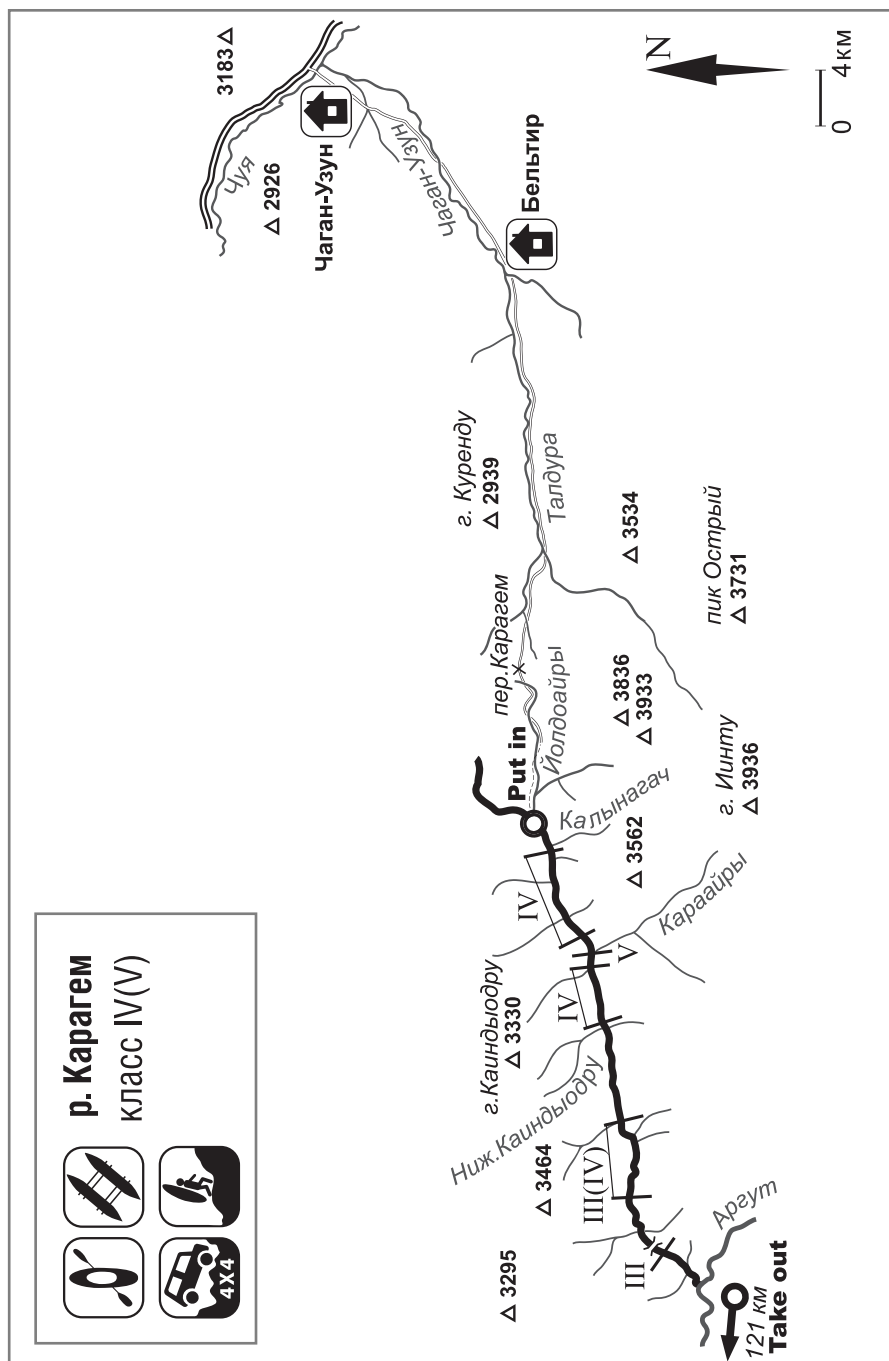 р. Карагем
класс IV(V)
4X4
3183
Чуя
2926
Чаган-Узун
Чаган-Узун
Бельтир
N
0 4км
г. Куренду
2939
Талдура
3534
пик Острый
3731
пер.Карагем
Йолдоайры
Put in
3836
3933
г. Иинту
3936
Калынагач
3562
IV
Караайры
V
IV
г.Каиндыодру
3330
Ниж.Каиндыодру
3464
III(IV)
3295
III
Аргут
121 км
Take out